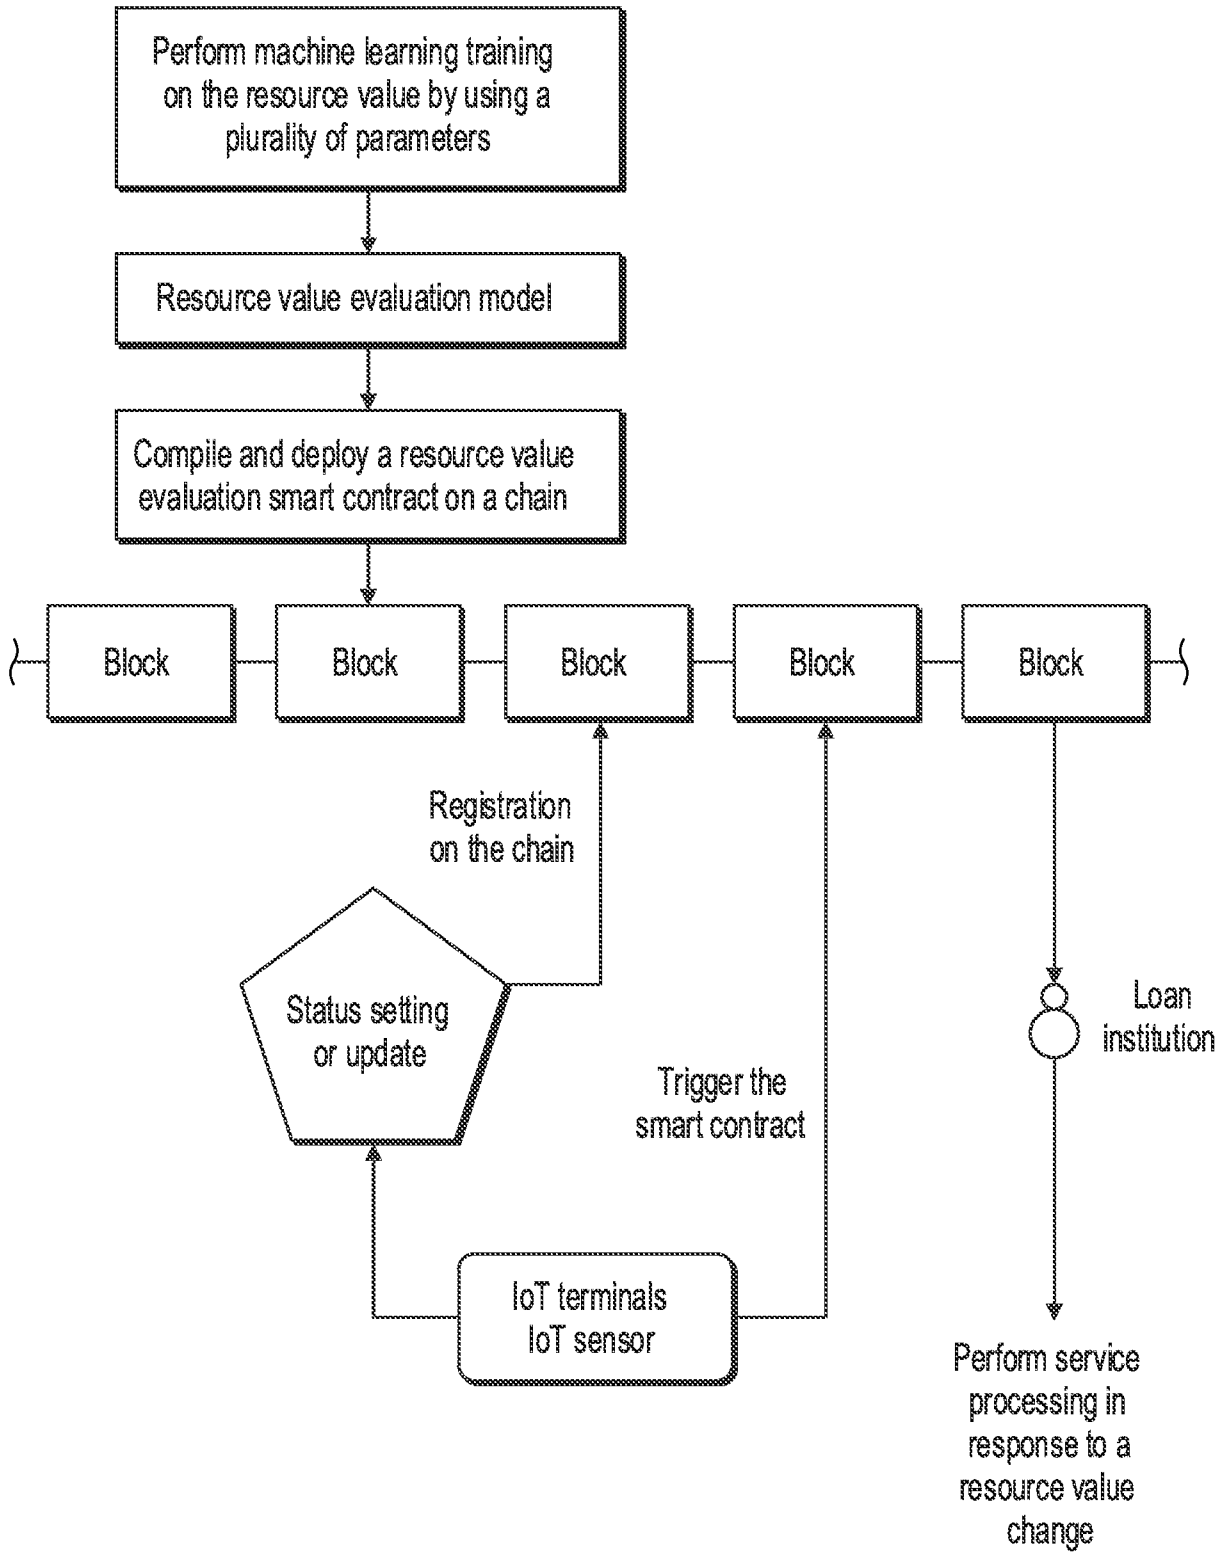 Perform machine learning training
on the resource value by using a
plurality of parameters
Resource value evaluation model
Compile and deploy a resource value
evaluation smart contract on a chain
Block
Block
Block
Block
Block
Registration
on the chain
Status setting
or update
Loan
institution
Trigger the
smart contract
IoT terminals
IoT sensor
Perform service
processing in
response to a
resource value
change